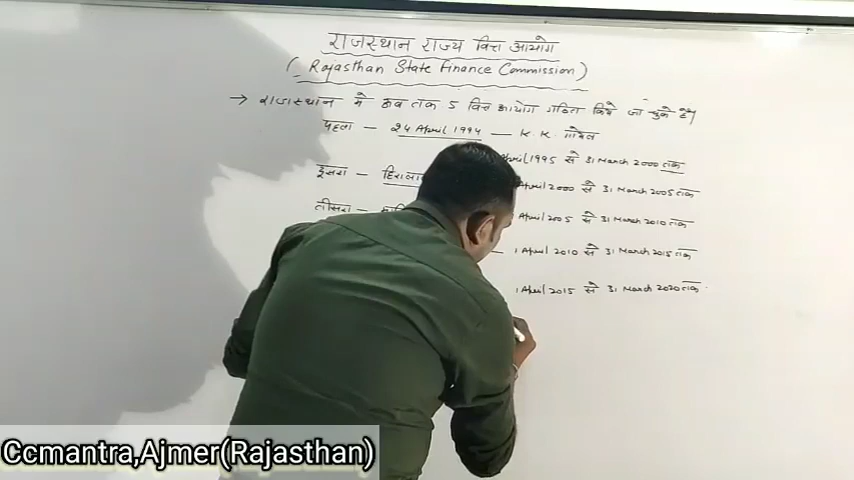 राजस्थान राज्य वित्त आयोग
(Rajasthan State Finance Commission)
→ राजस्थान में अब तक 5 वित्त आयोग गठित किये जा चुके हैं।
पहला - 24 April 1994 - K. K. गोयल
April 1995 से 31 March 2000 तक
दूसरा - हिराला
April 2000 से 31 March 2005 तक
तीसरा -
April 2005 से 31 March 2010 तक
- 1 April 2010 से 31 March 2015 तक
1 April 2015 से 31 March 2020 तक
Ccmantra,Ajmer(Rajasthan)